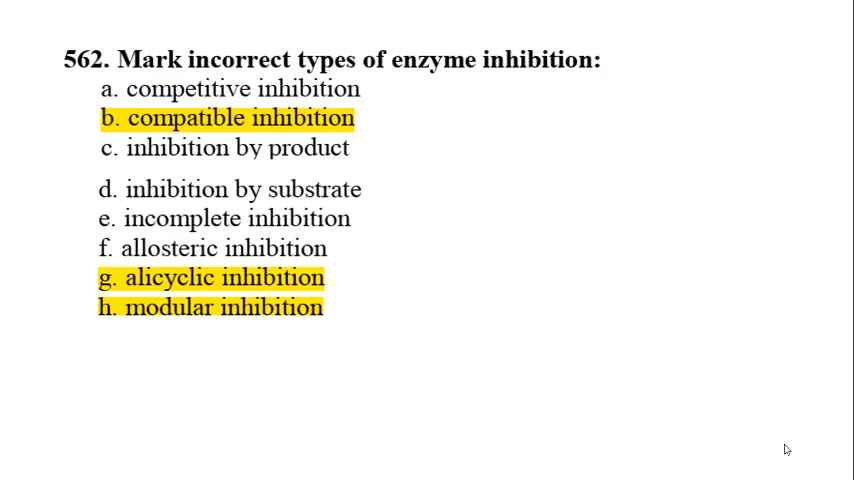 562. Mark incorrect types of enzyme inhibition:
a. competitive inhibition
b. compatible inhibition
c. inhibition by product
d. inhibition by substrate
e. incomplete inhibition
f. allosteric inhibition
g. alicyclic inhibition
h. modular inhibition